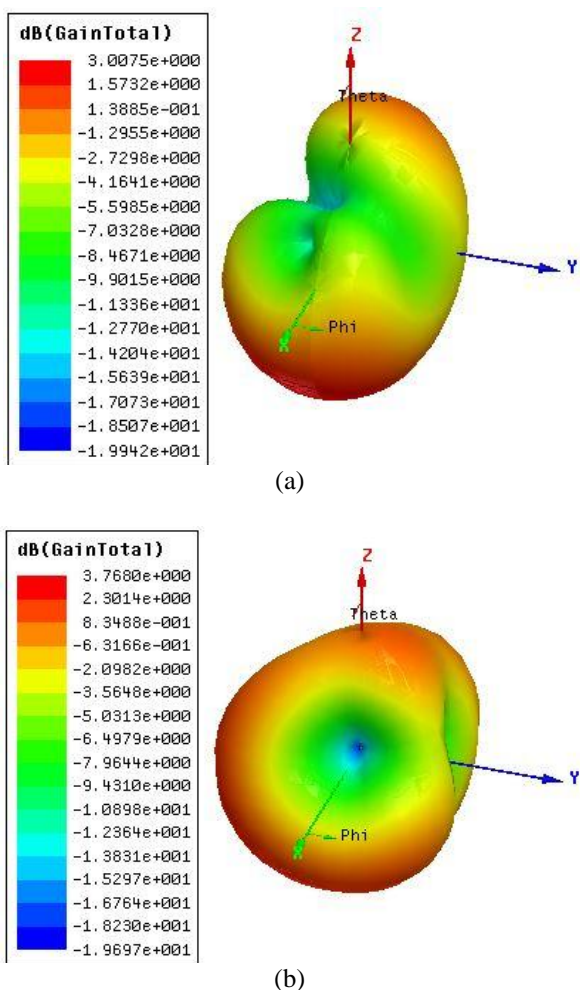 dB(GainTotal)
3.0075e+000
1.5732e+000
1.3885e-001
-1.2955e+000
-2.7298e+000
-4.1641e+000
-5.5985e+000
-7.0328e+000
-8.4671e+000
-9.9015e+000
-1.1336e+001
-1.2770e+001
-1.4204e+001
-1.5639e+001
-1.7073e+001
-1.8507e+001
-1.9942e+001
Z
Theta
Y
Phi
X
(a)
dB(GainTotal)
3.7680e+000
2.3014e+000
8.3488e-001
-6.3166e-001
-2.0982e+000
-3.5648e+000
-5.0313e+000
-6.4979e+000
-7.9644e+000
-9.4310e+000
-1.0898e+001
-1.2364e+001
-1.3831e+001
-1.5297e+001
-1.6764e+001
-1.8230e+001
-1.9697e+001
Z
Theta
Y
Phi
X
(b)